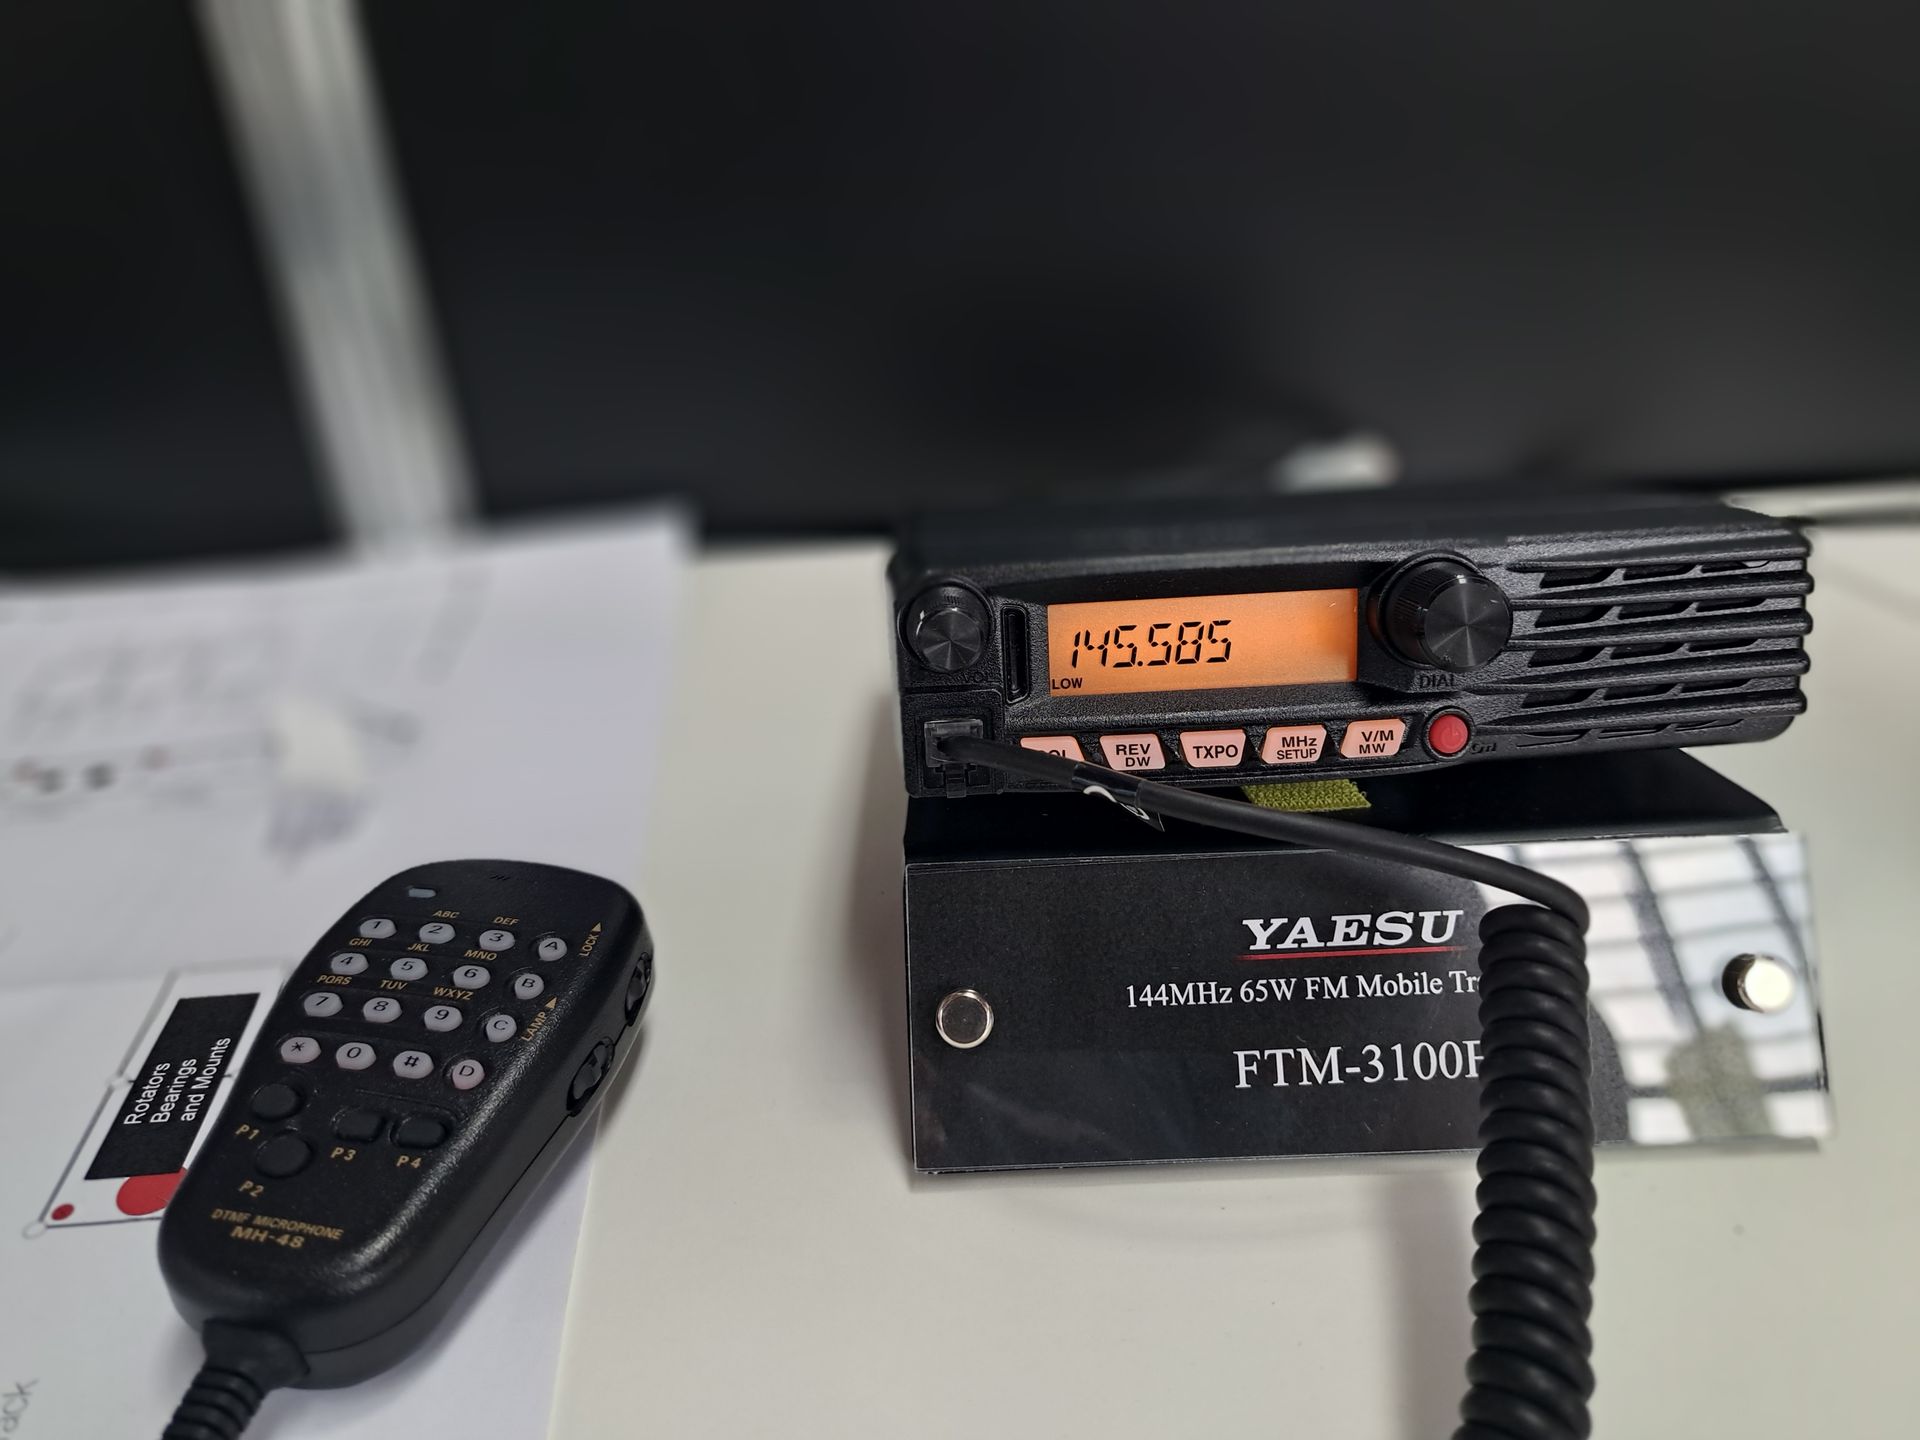 145.585
LOW
VOL
DIAL
REV
DW
TXPO
MHz
SETUP
V/M
MW
YAESU
144MHz 65W FM Mobile
FTM-3100
ABC DEF
1 2 3 A
LOCK
GHI JKL MNO
4 5 6 B
PQRS TUV WXYZ
7 8 9 C
LAMP
* 0 # D
P1
P2
P3
P4
DTMF MICROPHONE
MH-48
Rotators
Bearings
and Mounts